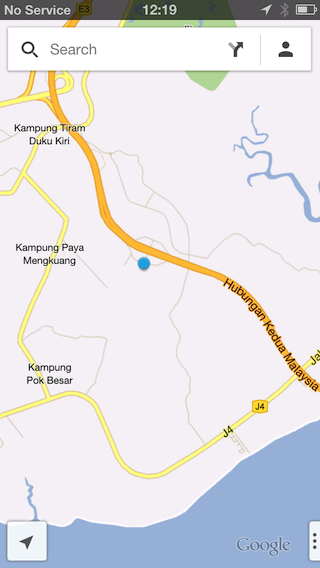 No Service 12:19
E3
Search
Kampung Tiram
Duku Kiri
Kampung Paya
Mengkuang
Hubungan Kedua Malaysia
Kampung
Pok Besar
J4
J4
Google